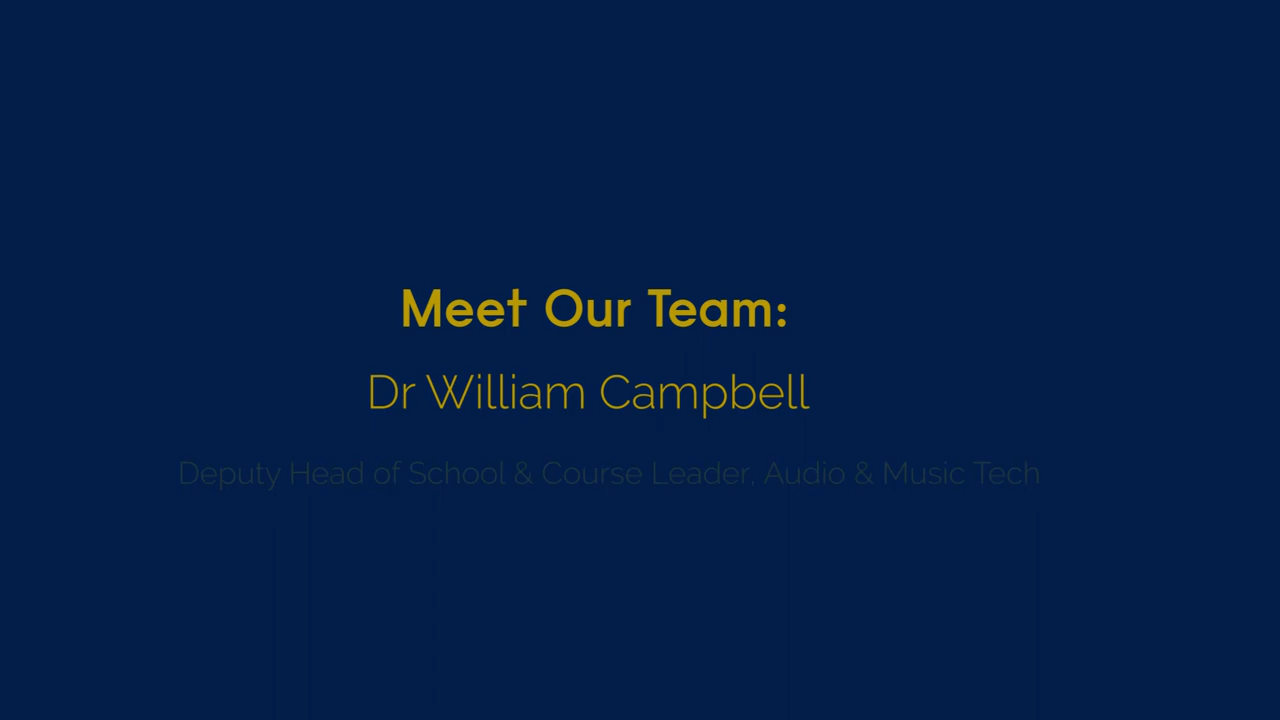 Meet Our Team:
Dr William Campbell
Deputy Head of School & Course Leader, Audio & Music Tech